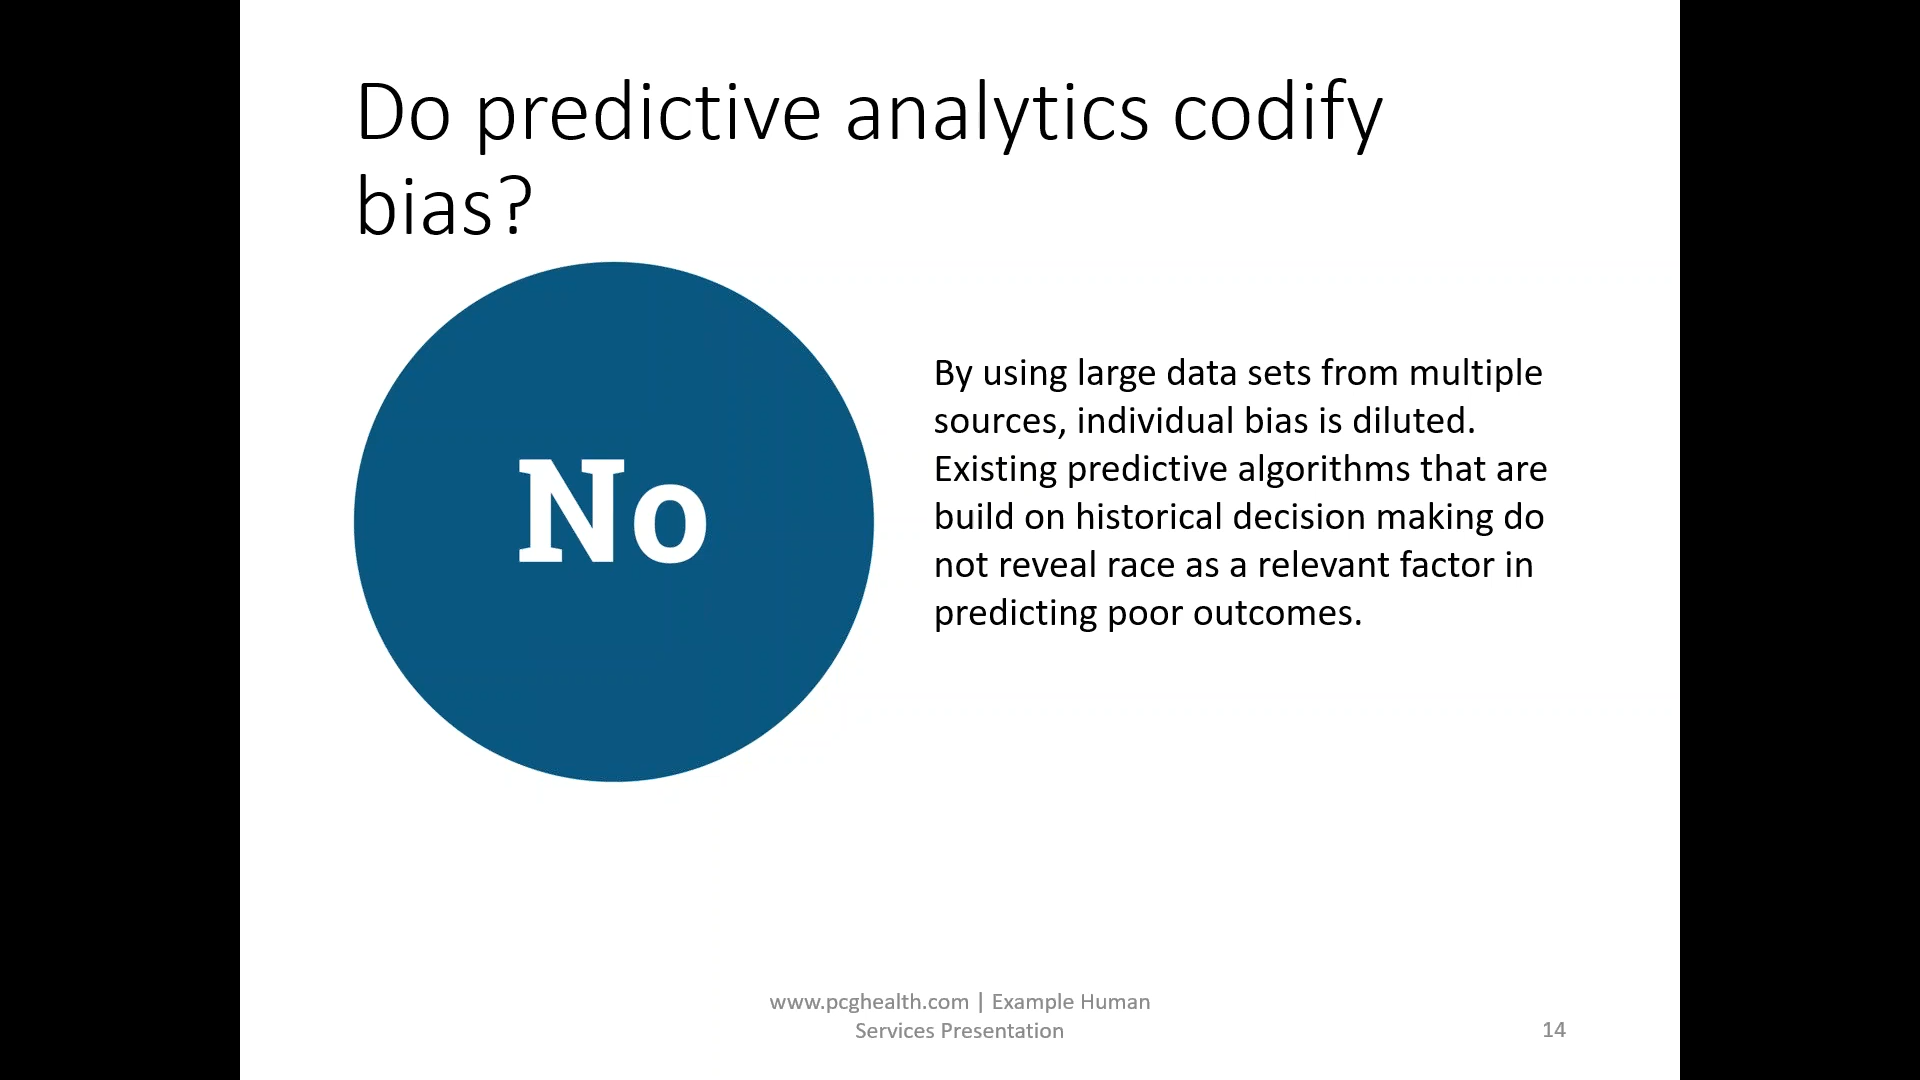 Do predictive analytics codify
bias?
No
By using large data sets from multiple
sources, individual bias is diluted.
Existing predictive algorithms that are
build on historical decision making do
not reveal race as a relevant factor in
predicting poor outcomes.
www.pcghealth.com | Example Human
Services Presentation
14